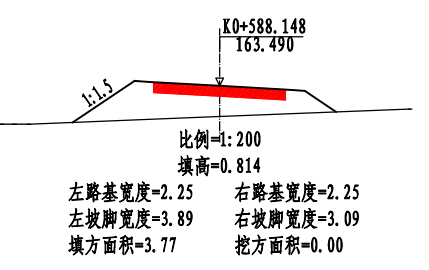 K0+588.148
163.490
1:1.5
比例=1:200
填高=0.814
左路基宽度=2.25 右路基宽度=2.25
左坡脚宽度=3.89 右坡脚宽度=3.09
填方面积=3.77 挖方面积=0.00